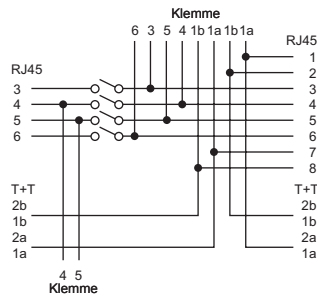 Klemme
6 3 5 4 1b 1a 1b 1a
RJ45
RJ45
1
2
3 3
4 4
5 5
6 6
7
8
T+T T+T
2b 2b
1b 1b
2a 2a
1a 1a
4 5
Klemme